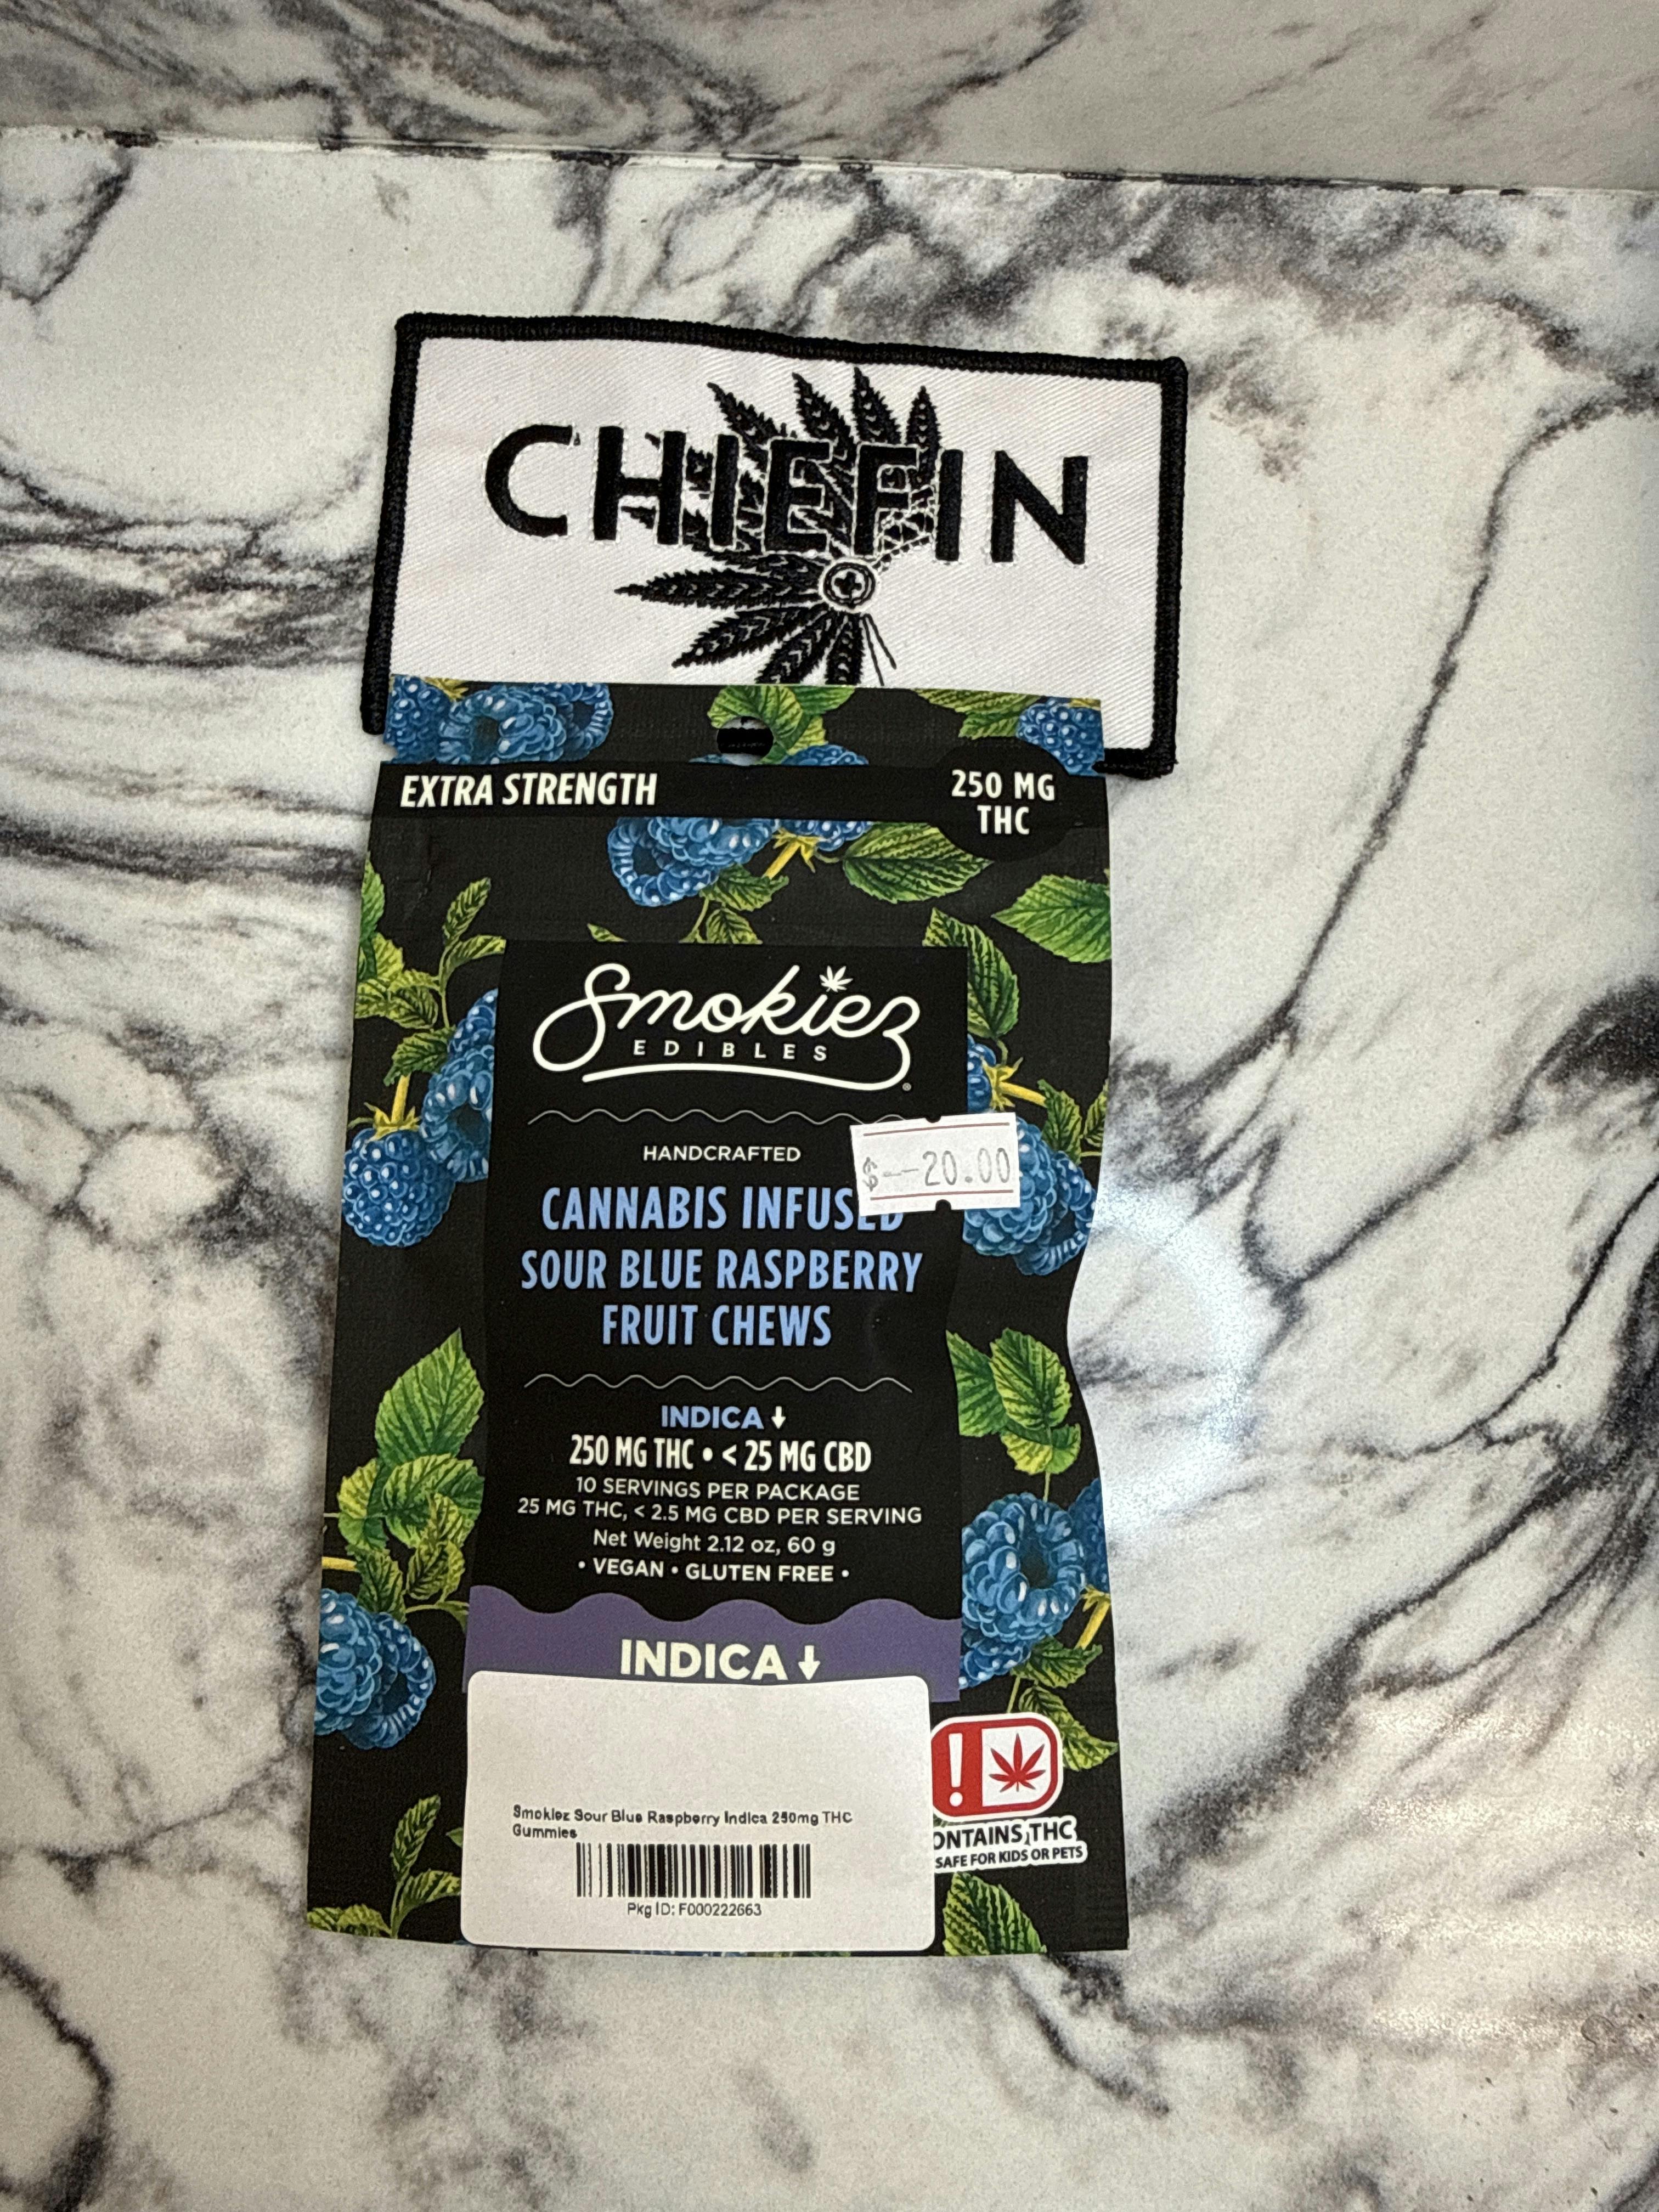 CHIEFIN
EXTRA STRENGTH
250 MG
THC
Smokiez
EDIBLES
HANDCRAFTED
$--20.00
CANNABIS INFUSED
SOUR BLUE RASPBERRY
FRUIT CHEWS
INDICA
250 MG THC • < 25 MG CBD
10 SERVINGS PER PACKAGE
25 MG THC, < 2.5 MG CBD PER SERVING
Net Weight 2.12 oz, 60 g
• VEGAN • GLUTEN FREE •
INDICA
!
ONTAINS THC
SAFE FOR KIDS OR PETS
Smokiez Sour Blue Raspberry Indica 250mg THC
Gummies
Pkg ID: F000222663